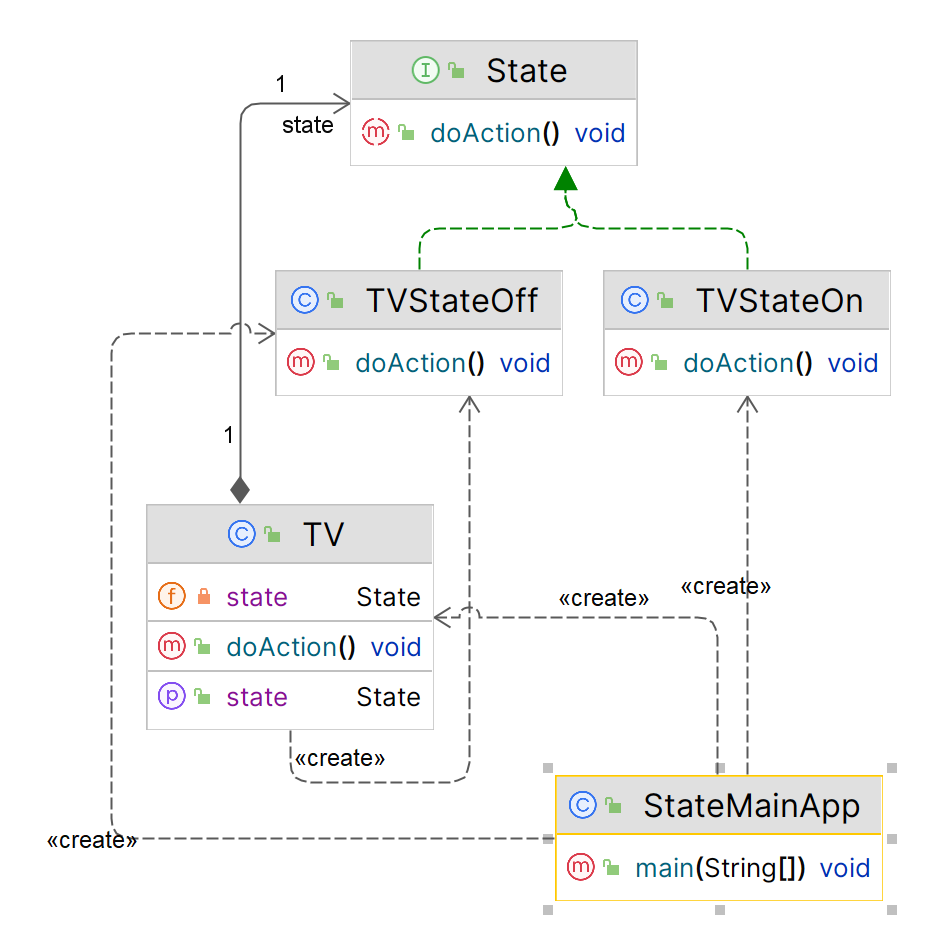 I State
1
state
m doAction() void
C TVStateOff
C TVStateOn
m doAction() void
m doAction() void
1
C TV
f state State
«create»
«create»
m doAction() void
p state State
«create»
C StateMainApp
«create»
m main(String[]) void